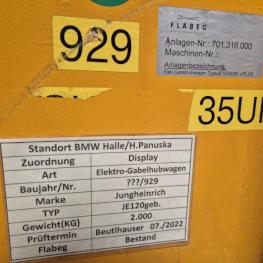 929
FLABEG
Anlagen-Nr.: 701.316.000
Maschinen-Nr.:
Anlagenbezeichnung:
35U
Standort BMW Halle/H.Panuska
Zuordnung Display
Art Elektro-Gabelhubwagen
Baujahr/Nr. ???/929
Marke Jungheinrich
TYP JE120geb.
Gewicht(KG) 2.000
Prüftermin Beutlhauser 07./2022
Flabeg Bestand